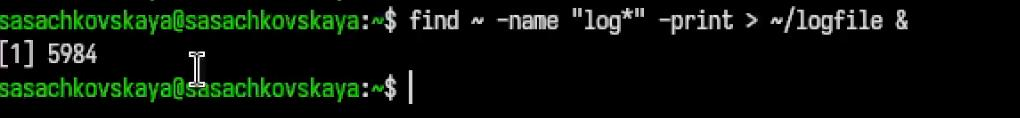 sasachkovskaya@sasachkovskaya:~$ find ~ -name "log*" -print > ~/logfile &
[1] 5984
sasachkovskaya@sasachkovskaya:~$